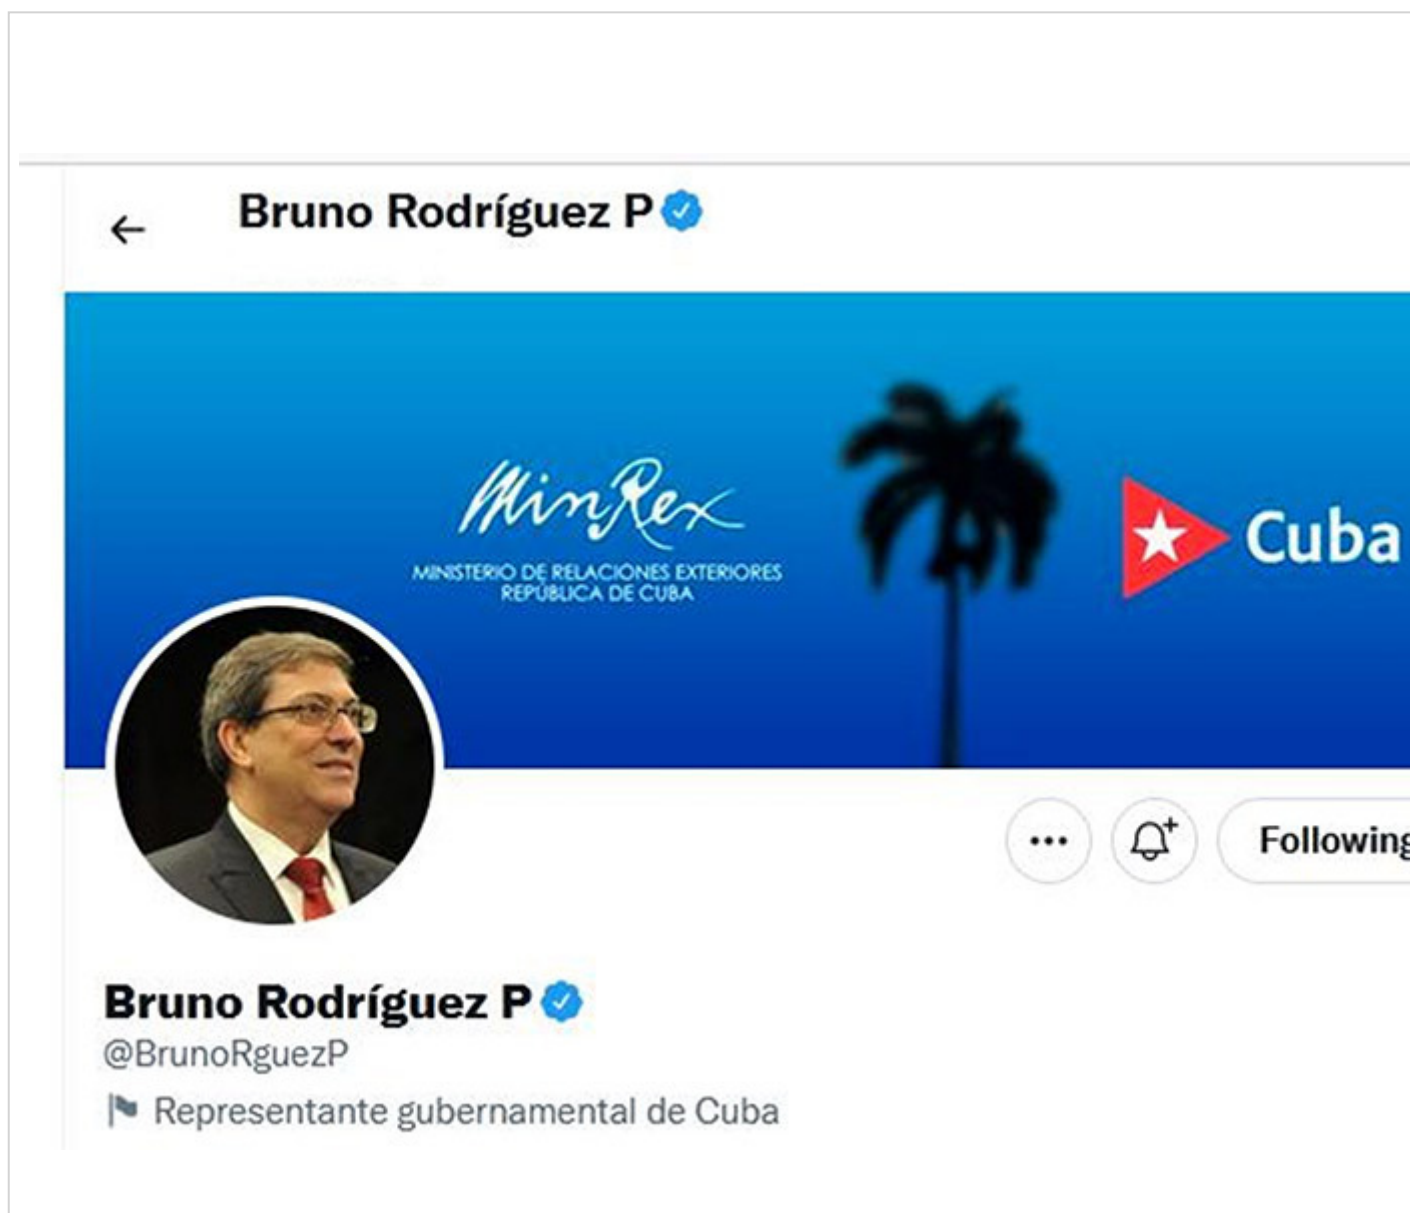 Bruno Rodríguez P
MinRex
MINISTERIO DE RELACIONES EXTERIORES
REPÚBLICA DE CUBA
Cuba
Following
Bruno Rodríguez P
@BrunoRguezP
Representante gubernamental de Cuba